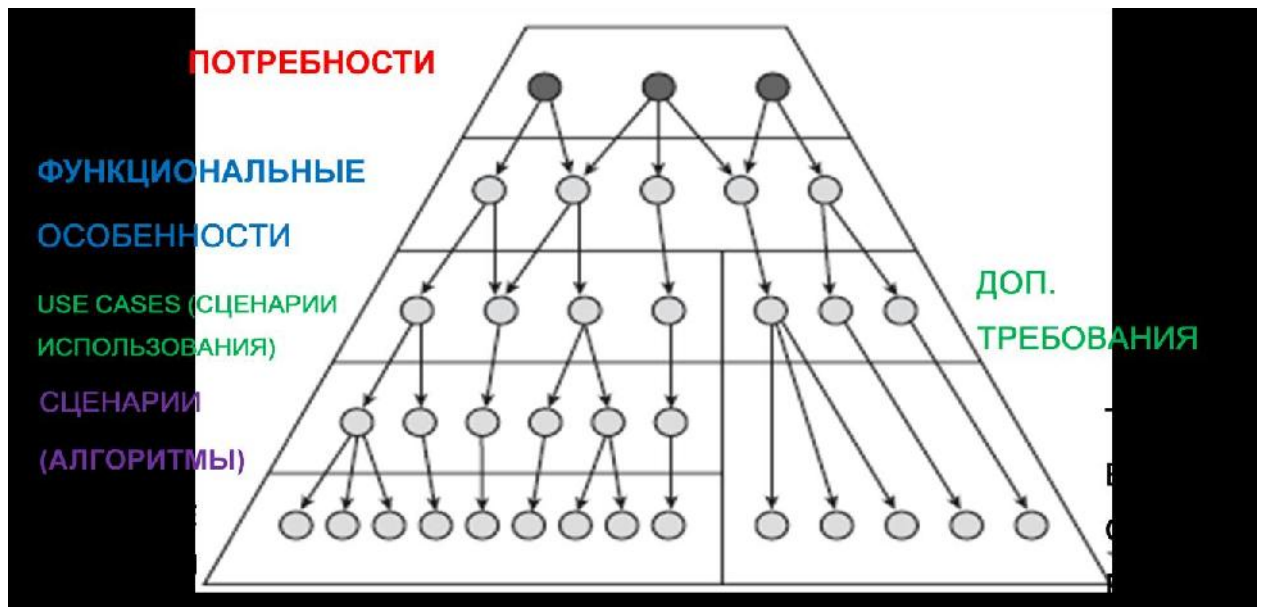 ПОТРЕБНОСТИ
ФУНКЦИОНАЛЬНЫЕ
ОСОБЕННОСТИ
USE CASES (СЦЕНАРИИ
ИСПОЛЬЗОВАНИЯ)
ДОП.
ТРЕБОВАНИЯ
СЦЕНАРИИ
(АЛГОРИТМЫ)